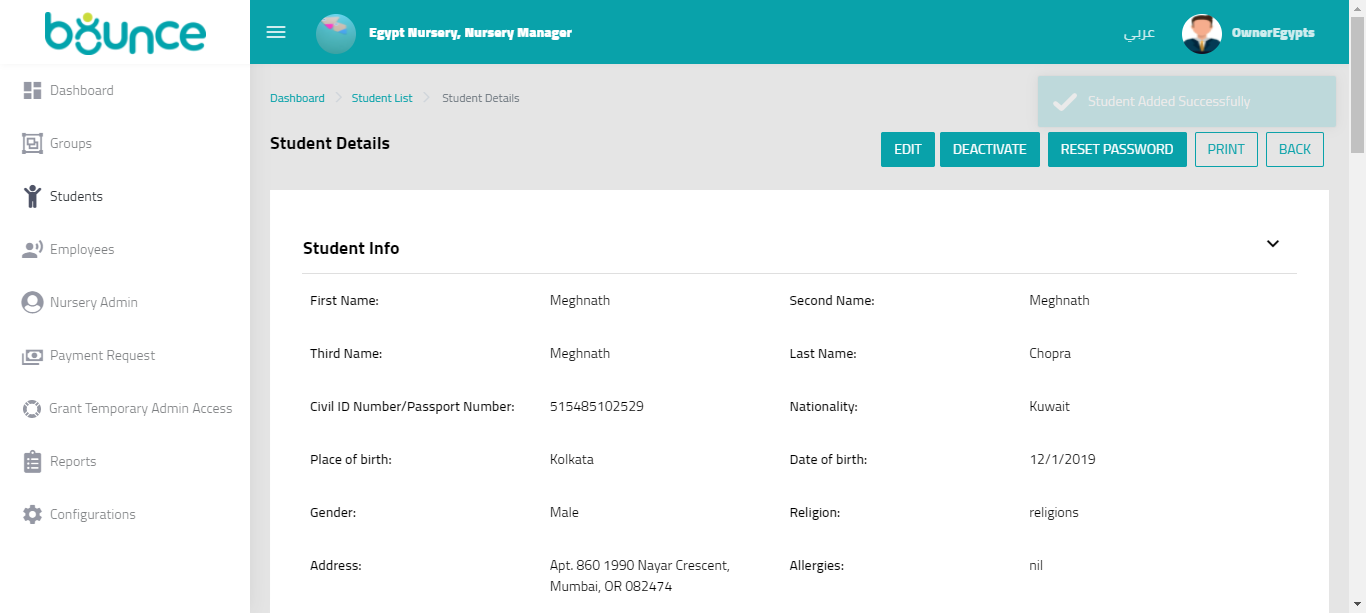 bounce
Egypt Nursery, Nursery Manager
عربي
OwnerEgypts
Dashboard
Groups
Students
Employees
Nursery Admin
Payment Request
Grant Temporary Admin Access
Reports
Configurations
Dashboard Student List Student Details
Student Added Successfully
Student Details
EDIT DEACTIVATE RESET PASSWORD PRINT BACK
Student Info
First Name: Meghnath Second Name: Meghnath
Third Name: Meghnath Last Name: Chopra
Civil ID Number/Passport Number: 515485102529 Nationality: Kuwait
Place of birth: Kolkata Date of birth: 12/1/2019
Gender: Male Religion: religions
Address: Apt. 860 1990 Nayar Crescent, Allergies: nil
Mumbai, OR 082474